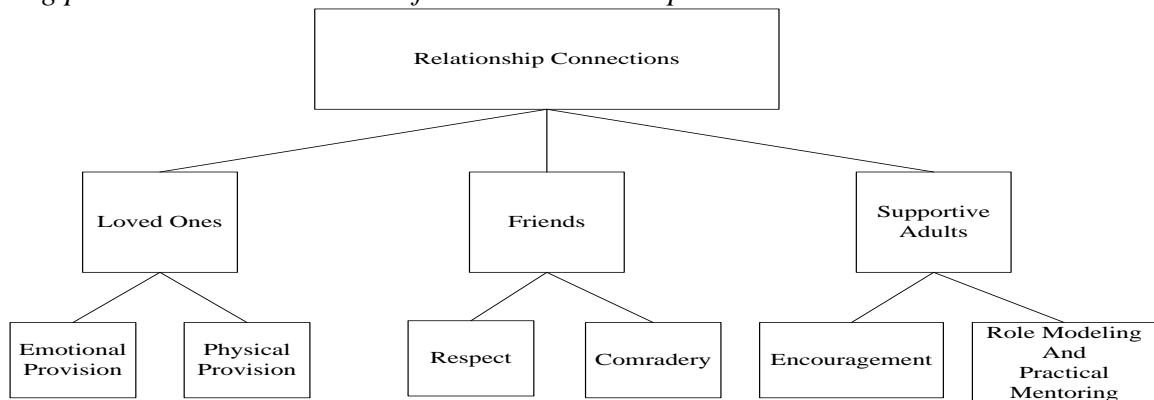 Relationship Connections
Loved Ones
Friends
Supportive
Adults
Emotional
Provision
Physical
Provision
Respect
Comradery
Encouragement
Role Modeling
And
Practical
Mentoring